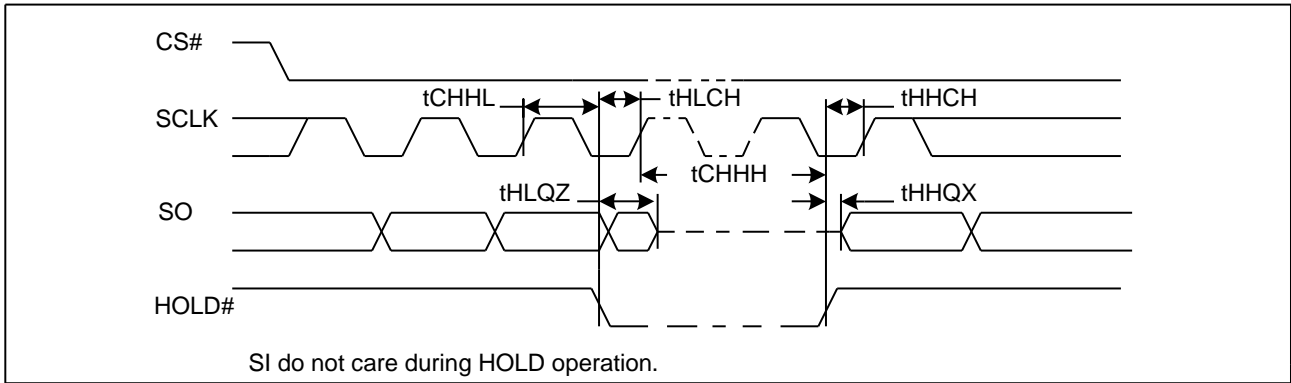 CS#
tCHHL
tHLCH
tHHCH
SCLK
tCHHH
tHLQZ
tHHQX
SO
HOLD#
SI do not care during HOLD operation.